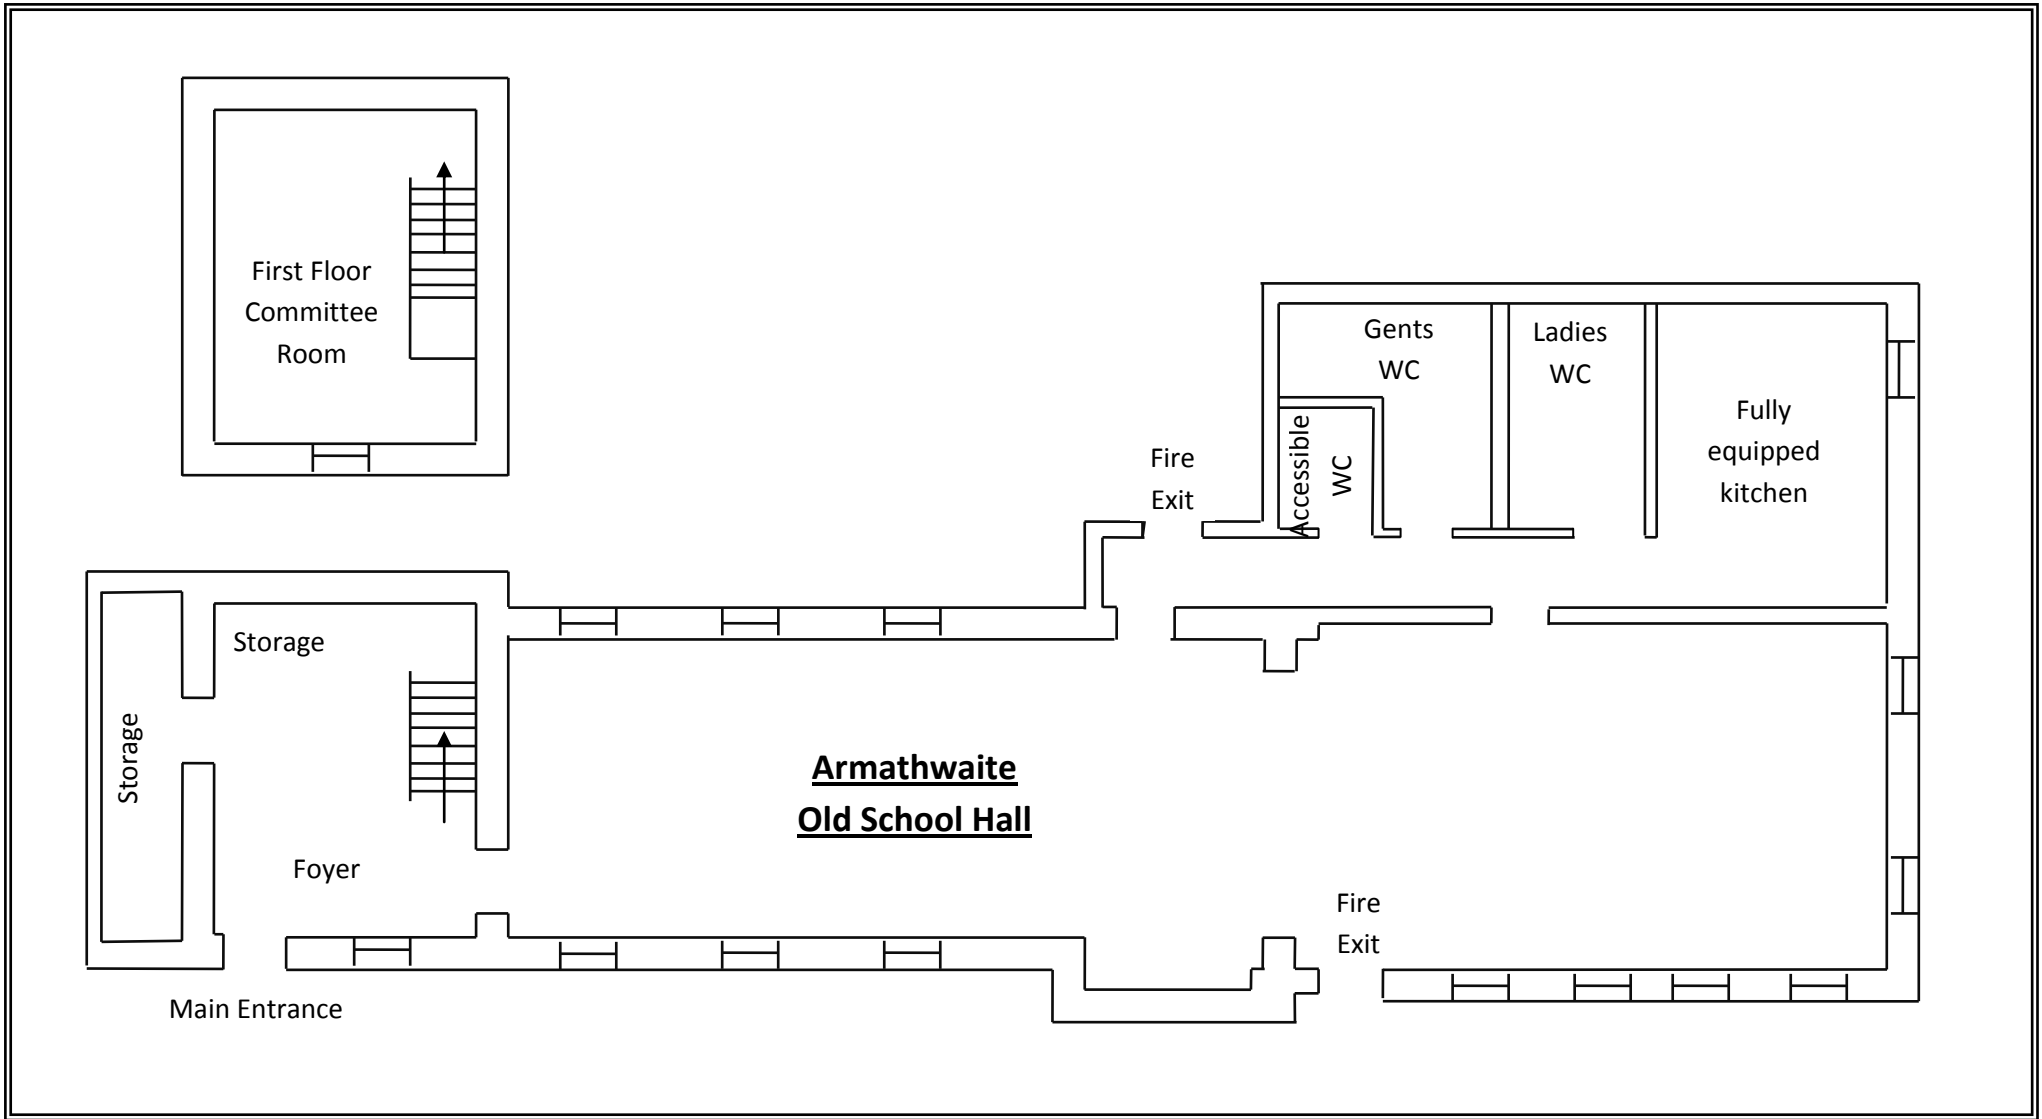 First Floor
Committee
Room
Gents
WC
Ladies
WC
Accessible
WC
Fully
equipped
kitchen
Fire
Exit
Storage
Storage
Armathwaite
Old School Hall
Foyer
Fire
Exit
Main Entrance